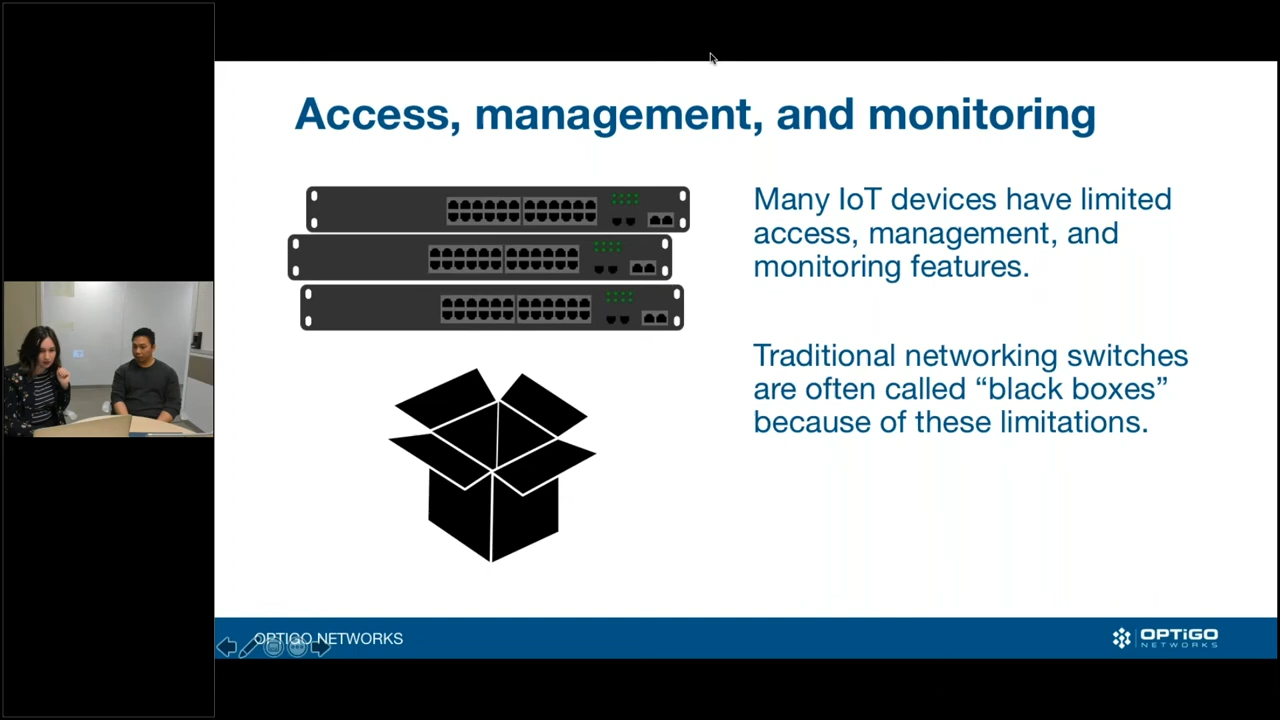 Access, management, and monitoring
Many IoT devices have limited
access, management, and
monitoring features.
Traditional networking switches
are often called “black boxes”
because of these limitations.
OPTIGO NETWORKS
OPTiGO
NETWORKS